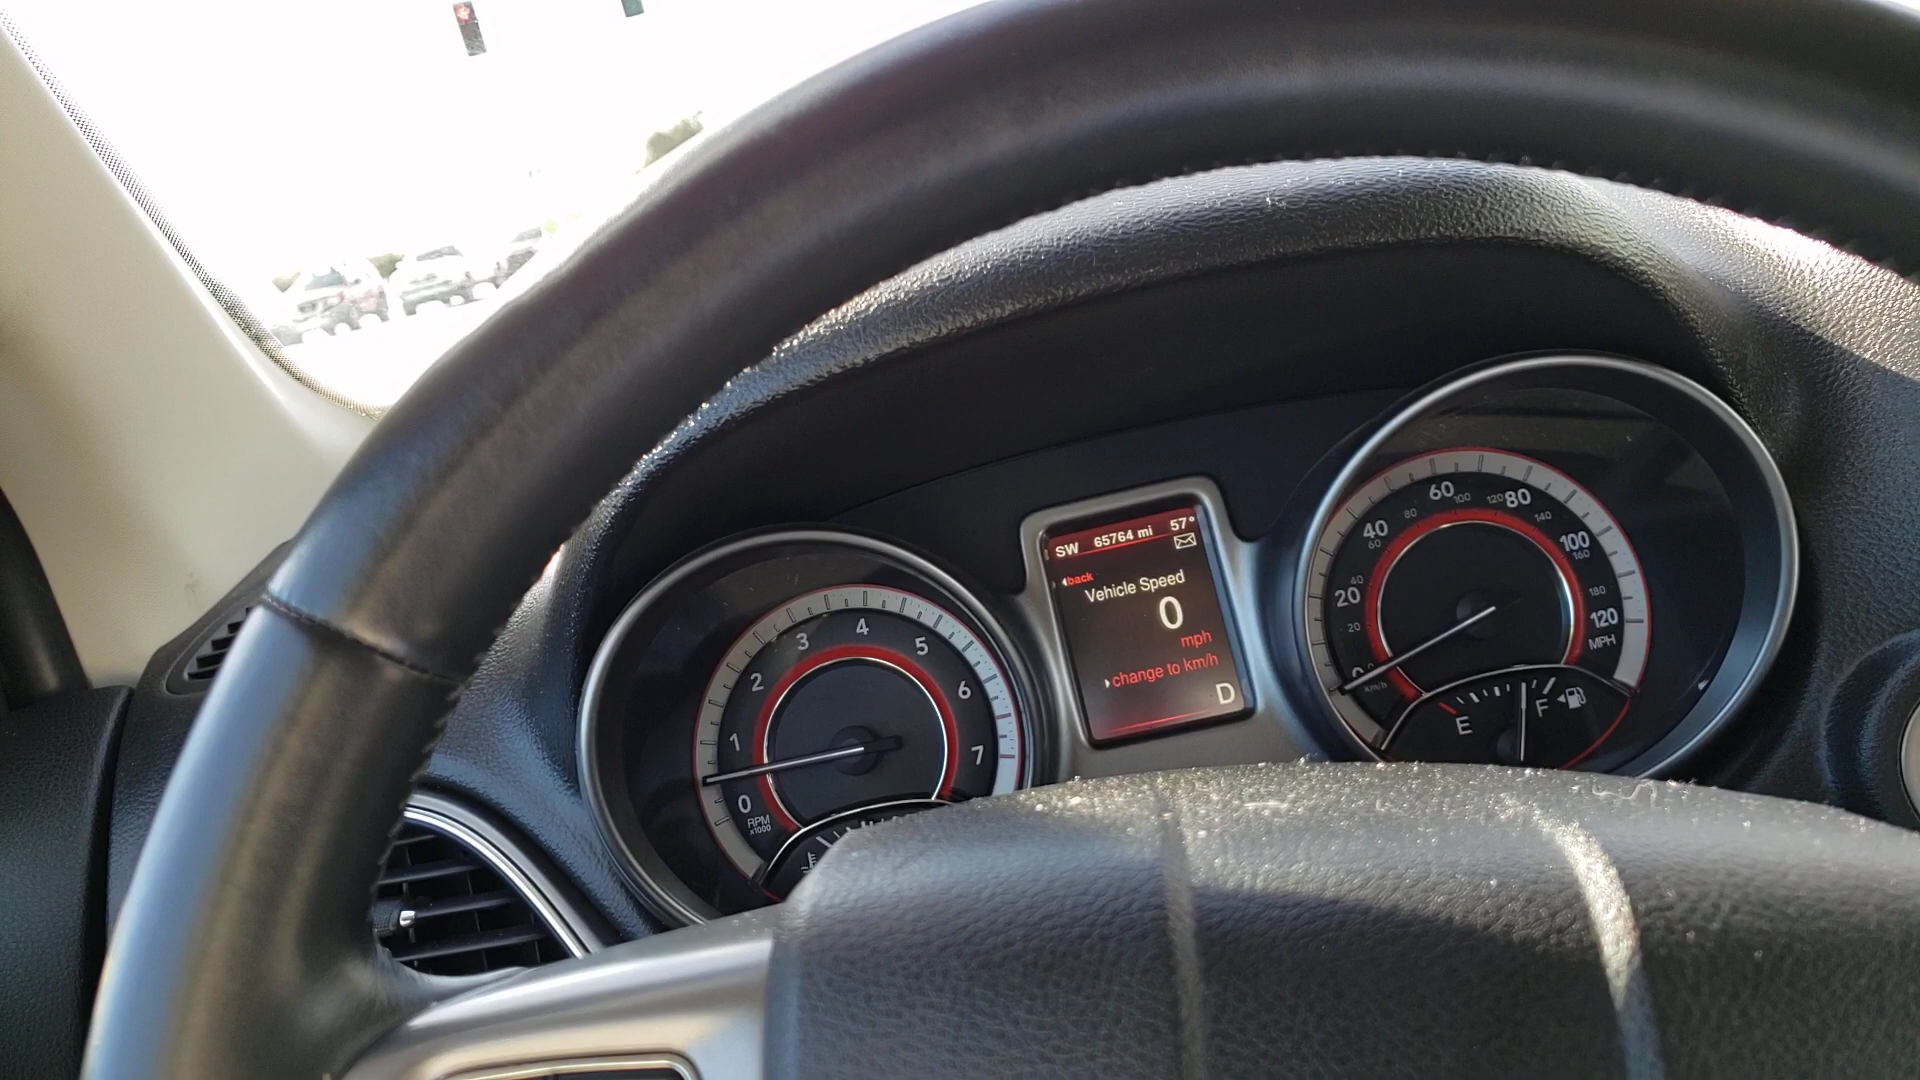 SW 65764 mi 57°
back
Vehicle Speed
0
mph
change to km/h
D
0 1 2 3 4 5 6 7
RPM
x1000
0 20 40 60 80 100 120
MPH
20 40 60 80 100 120 140 160 180
km/h
E F